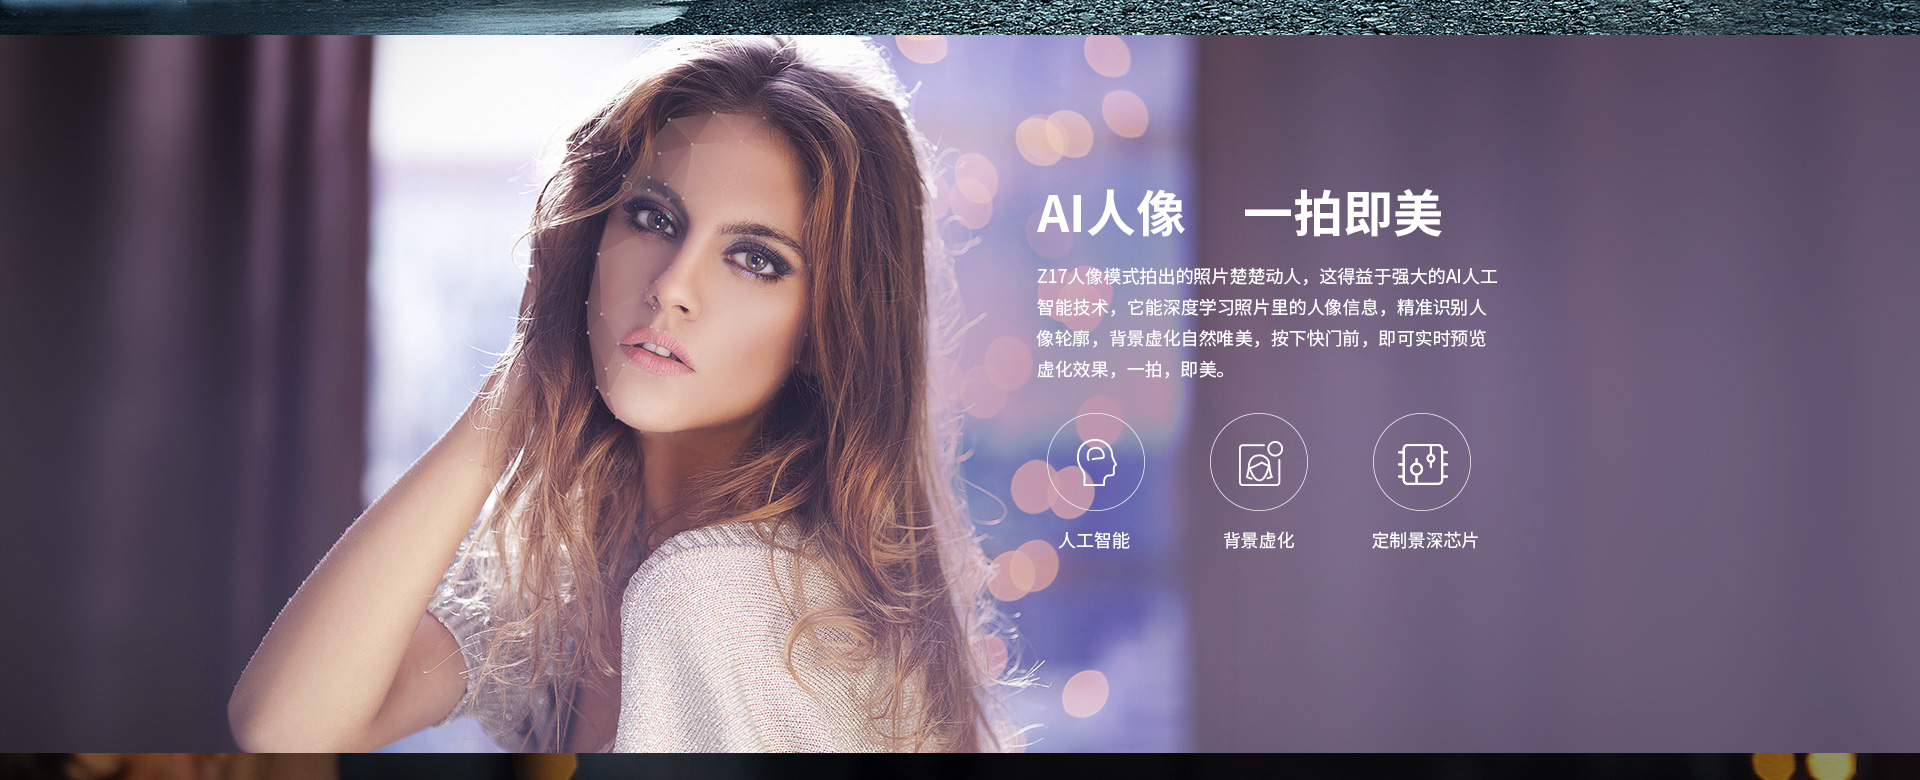 AI人像 一拍即美
Z17人像模式拍出的照片楚楚动人，这得益于强大的AI人工
智能技术，它能深度学习照片里的人像信息，精准识别人
像轮廓，背景虚化自然唯美，按下快门前，即可实时预览
虚化效果，一拍，即美。
人工智能 背景虚化 定制景深芯片